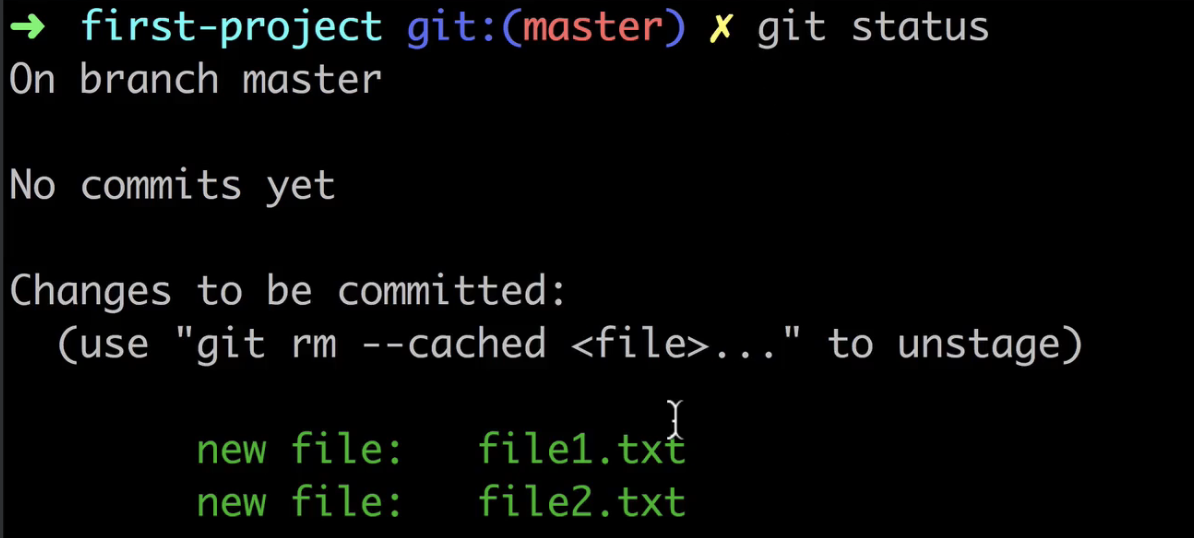 ➜ first-project git:(master) ✗ git status
On branch master
No commits yet
Changes to be committed:
(use "git rm --cached <file>..." to unstage)
new file: file1.txt
new file: file2.txt